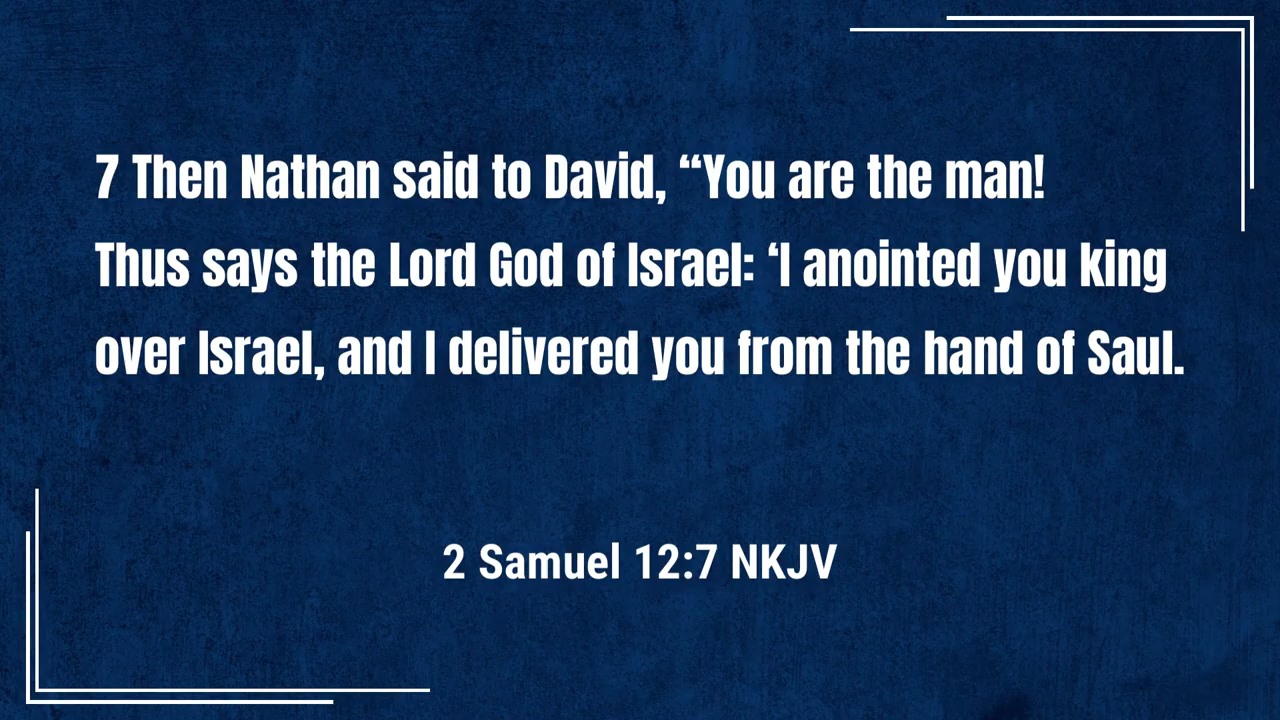 7 Then Nathan said to David, “You are the man!
Thus says the Lord God of Israel: ‘I anointed you king
over Israel, and I delivered you from the hand of Saul.
2 Samuel 12:7 NKJV